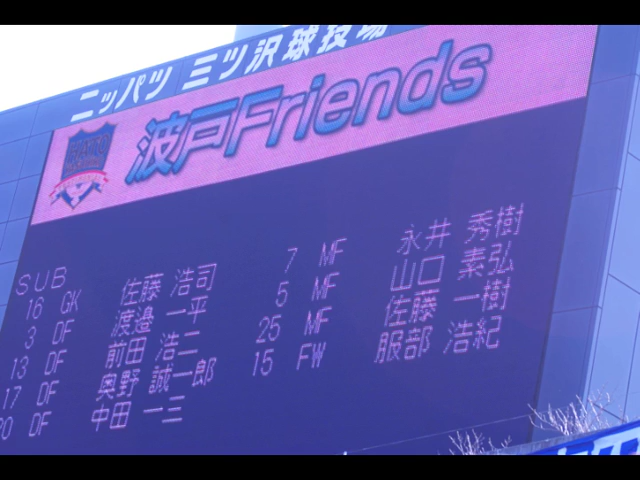 ニッパツ 三ツ沢球技場
波戸Friends
SUB
16 GK 佐藤 浩司 7 MF 永井 秀樹
3 DF 渡邉 一平 5 MF 山口 素弘
13 DF 前田 浩二 25 MF 佐藤 一樹
17 DF 奥野 誠一郎 15 FW 服部 浩紀
20 DF 中田 一三